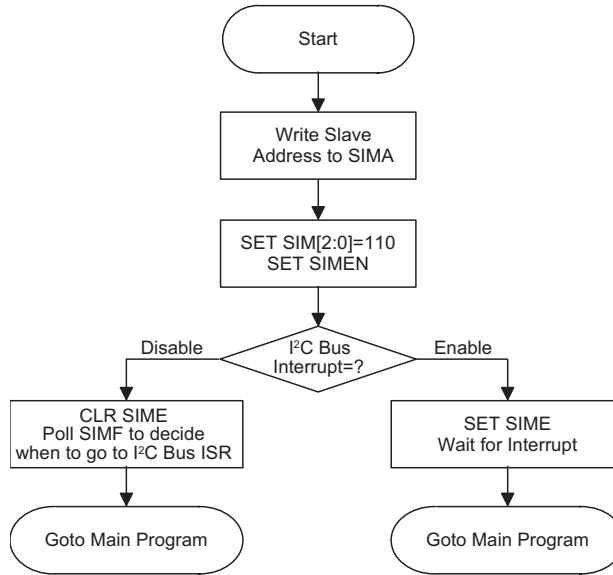 Start
Write Slave
Address to SIMA
SET SIM[2:0]=110
SET SIMEN
I²C Bus
Interrupt=?
Disable
Enable
CLR SIME
Poll SIMF to decide
when to go to I²C Bus ISR
SET SIME
Wait for Interrupt
Goto Main Program
Goto Main Program